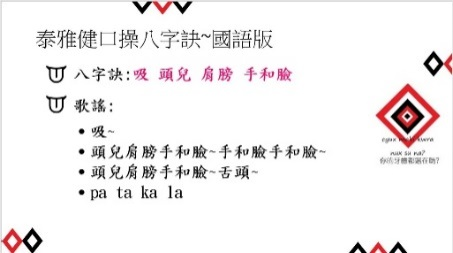 泰雅健口操八字訣~國語版
八字訣:吸 頭兒 肩膀 手和臉
歌謠:
• 吸~
• 頭兒肩膀手和臉~手和臉手和臉~
• 頭兒肩膀手和臉~舌頭~
• pa ta ka la